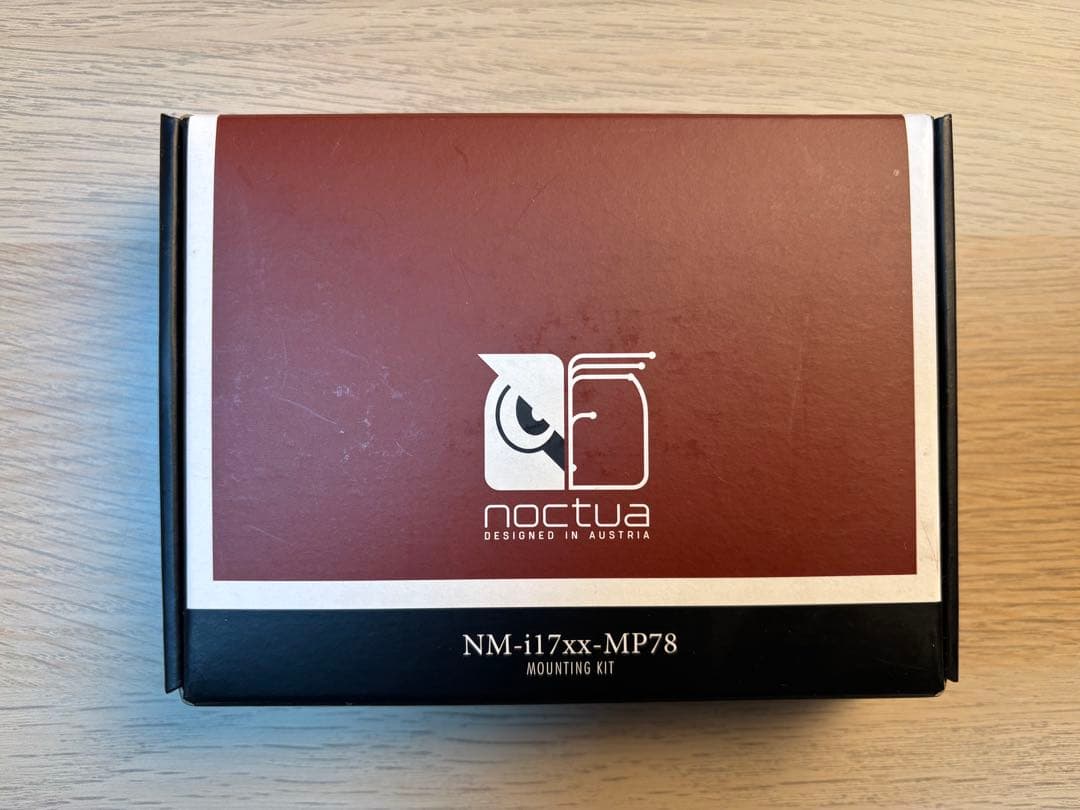 noctua
DESIGNED IN AUSTRIA
NM-i17xx-MP78
MOUNTING KIT